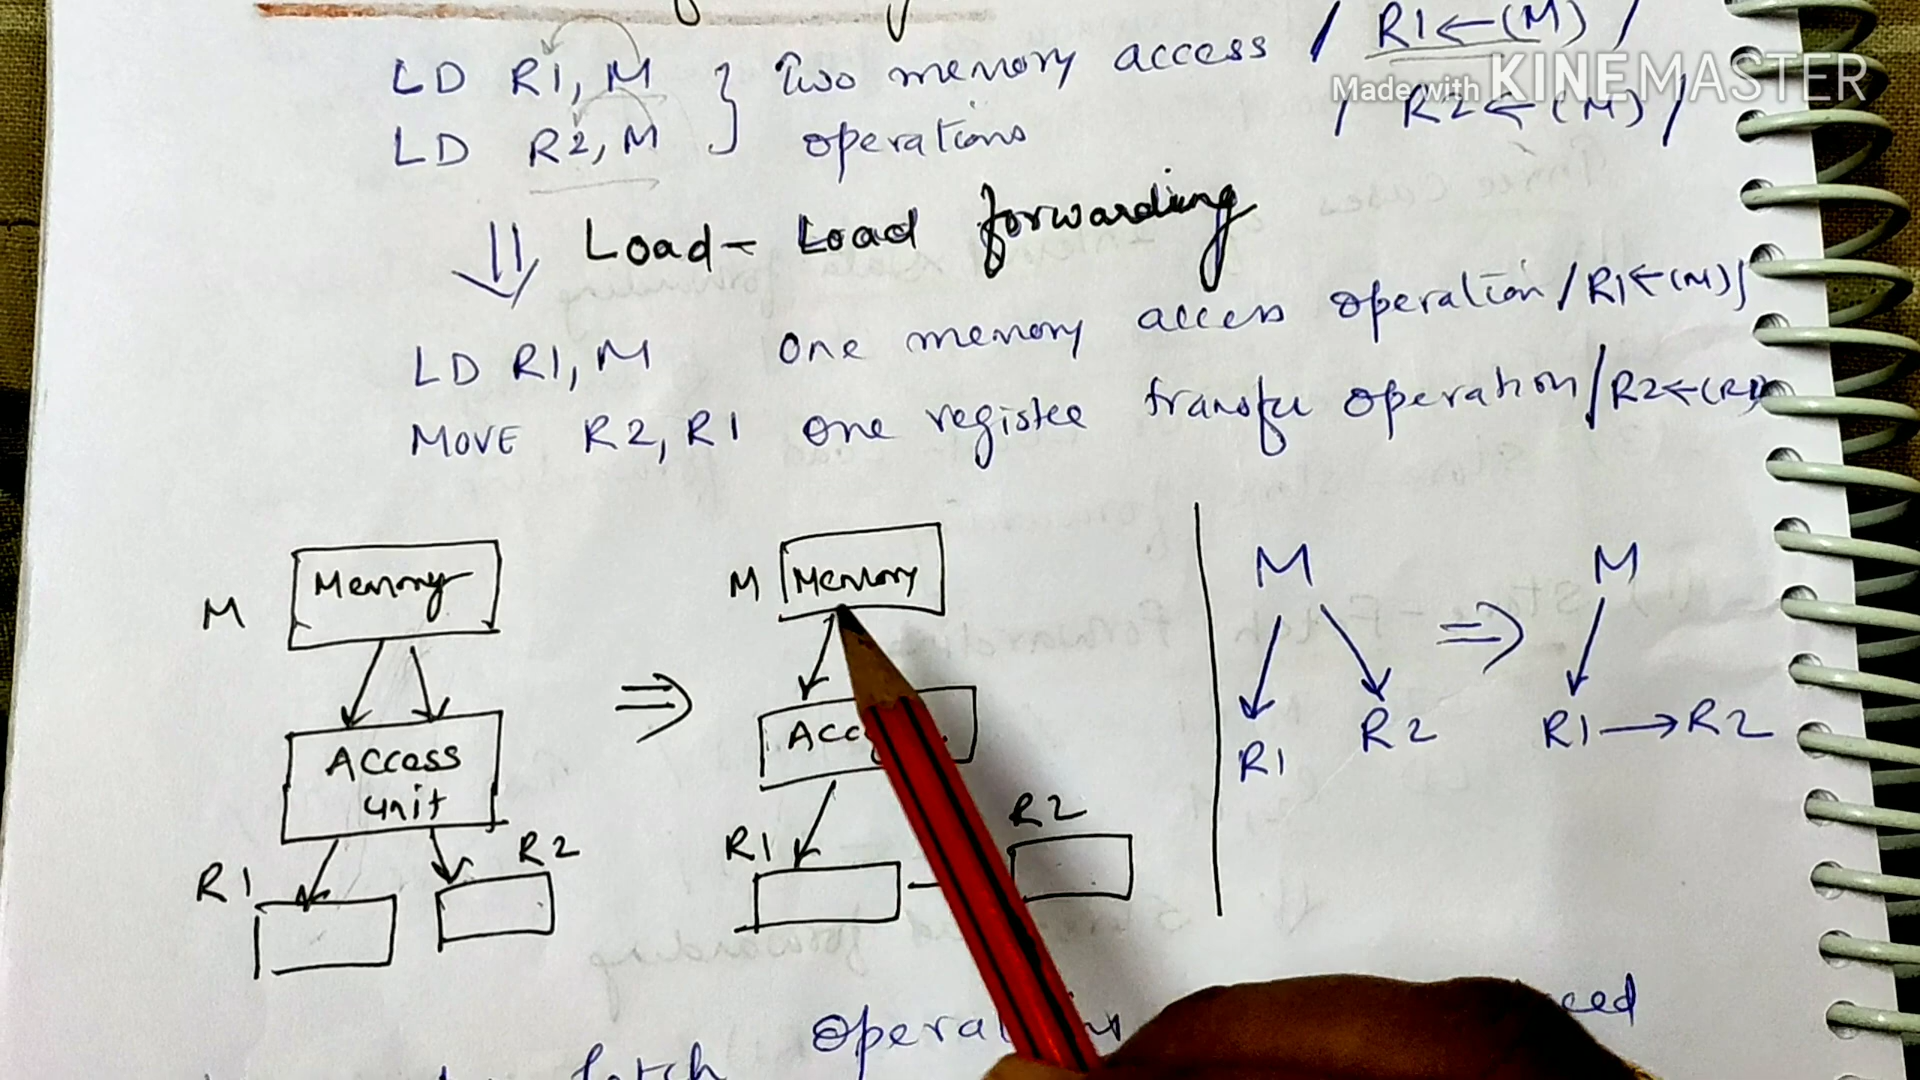 LD R1, M } Two memory access / R1←(M) /
Made with KINEMASTER
LD R2, M operations / R2←(M) /
⇓ Load - Load forwarding
LD R1, M one memory access operation / R1←(M) /
MOVE R2, R1 one register transfer operation / R2←(R1)
M Memory ⇒ M Memory
Access unit
R1 R2 R1 R2
M ⇒ M
R1 R2 R1 → R2
fetch